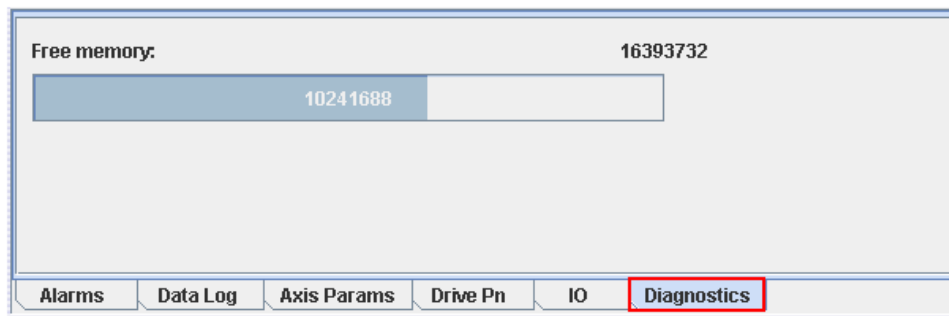 Free memory: 16393732
10241688
Alarms Data Log Axis Params Drive Pn IO Diagnostics